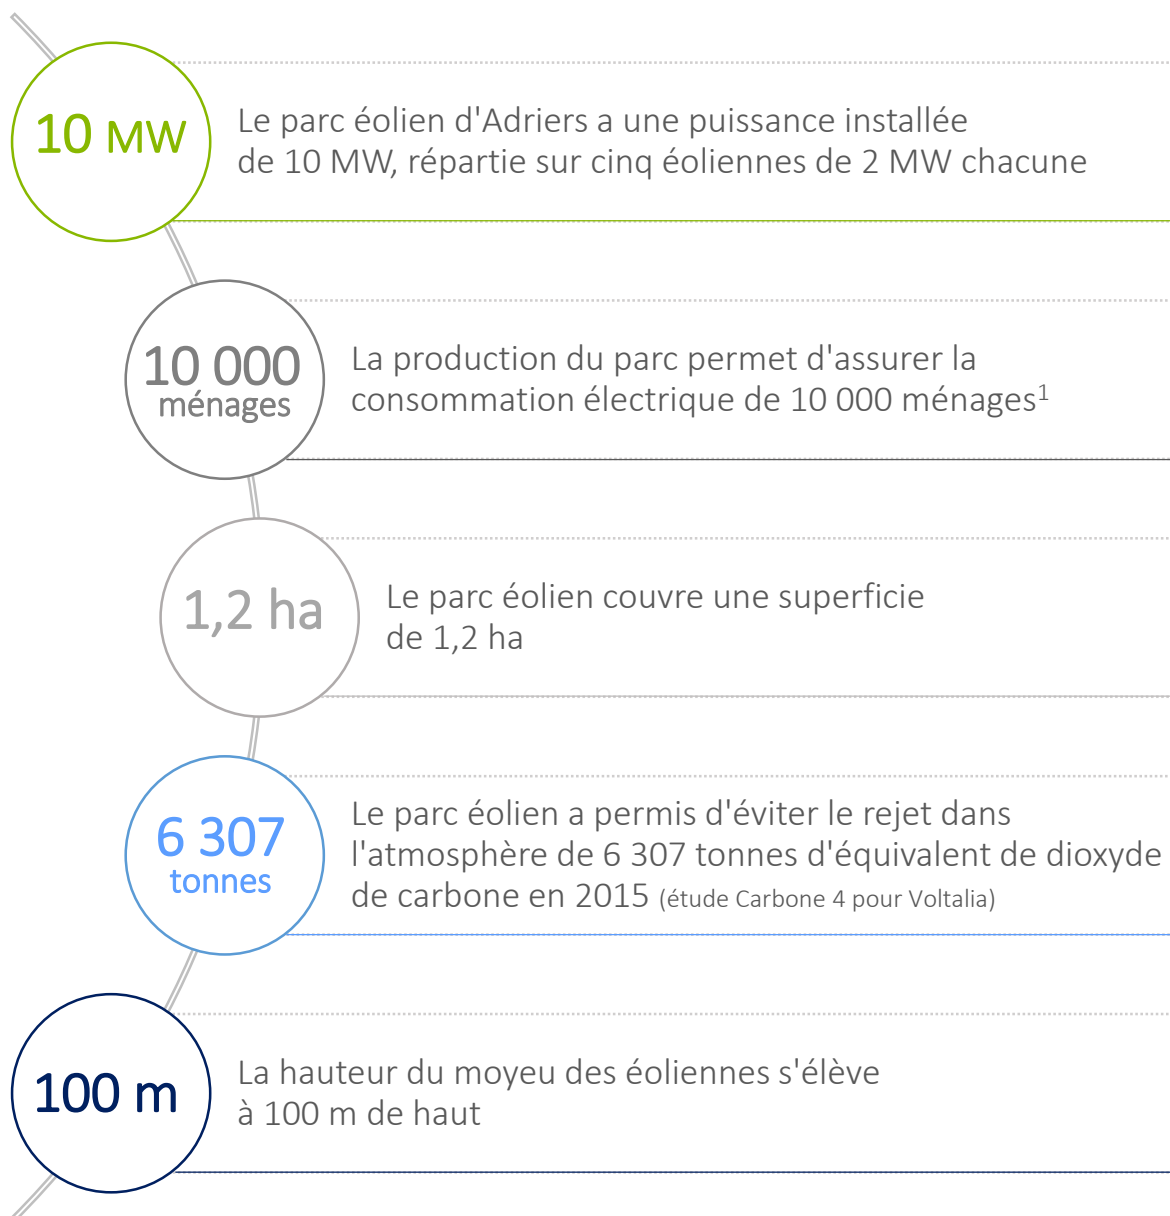 10 MW
Le parc éolien d'Adriers a une puissance installée
de 10 MW, répartie sur cinq éoliennes de 2 MW chacune
10 000
ménages
La production du parc permet d'assurer la
consommation électrique de 10 000 ménages¹
1,2 ha
Le parc éolien couvre une superficie
de 1,2 ha
6 307
tonnes
Le parc éolien a permis d'éviter le rejet dans
l'atmosphère de 6 307 tonnes d'équivalent de dioxyde
de carbone en 2015 (étude Carbone 4 pour Voltalia)
100 m
La hauteur du moyeu des éoliennes s'élève
à 100 m de haut